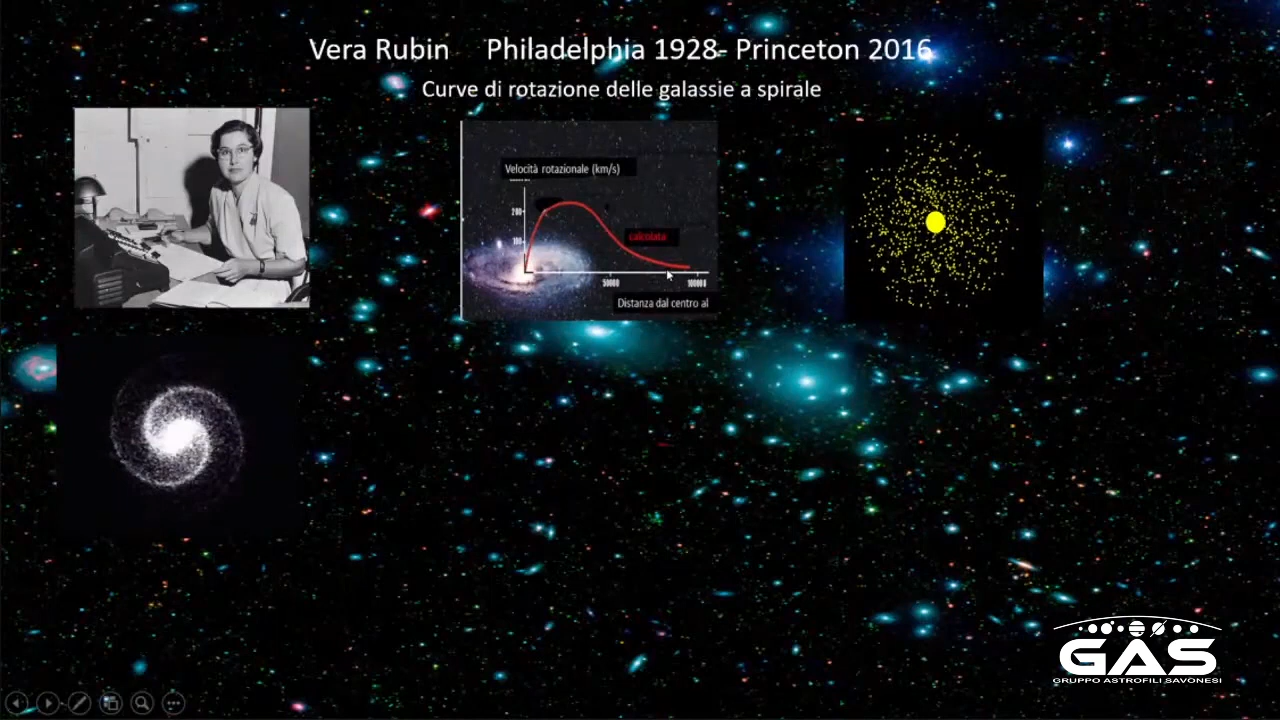 Vera Rubin Philadelphia 1928- Princeton 2016
Curve di rotazione delle galassie a spirale
Velocità rotazionale (km/s)
200
100
calcolata
50000
100000
Distanza dal centro al
GAS
GRUPPO ASTROFILI SAVONESI